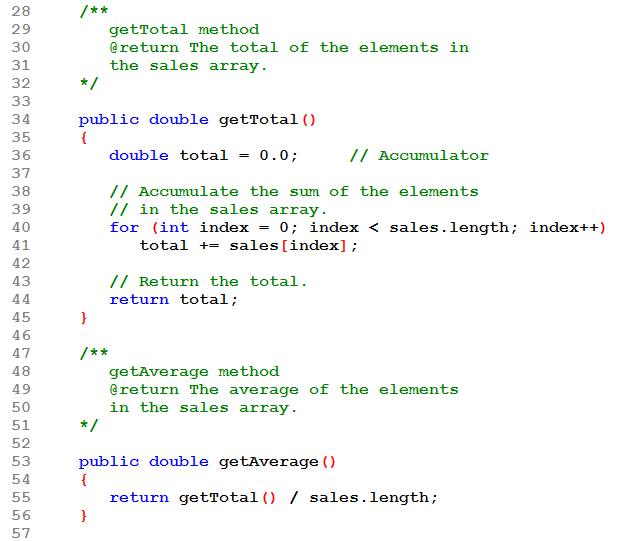 28 /**
29 getTotal method
30 @return The total of the elements in
31 the sales array.
32 */
33
34 public double getTotal()
35 {
36 double total = 0.0; // Accumulator
37
38 // Accumulate the sum of the elements
39 // in the sales array.
40 for (int index = 0; index < sales.length; index++)
41 total += sales[index];
42
43 // Return the total.
44 return total;
45 }
46
47 /**
48 getAverage method
49 @return The average of the elements
50 in the sales array.
51 */
52
53 public double getAverage()
54 {
55 return getTotal() / sales.length;
56 }
57